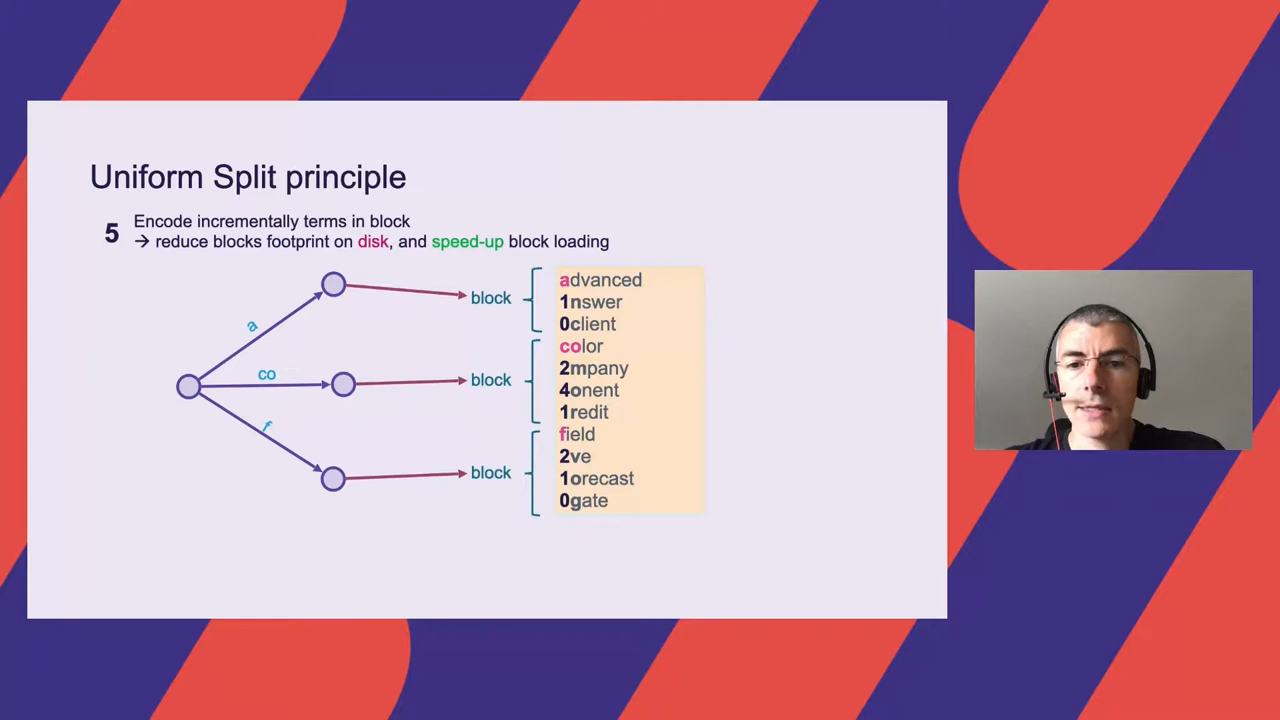 Uniform Split principle
5
Encode incrementally terms in block
→ reduce blocks footprint on disk, and speed-up block loading
a
co
f
block
block
block
advanced
1nswer
0client
color
2mpany
4onent
1redit
field
2ve
1orecast
0gate